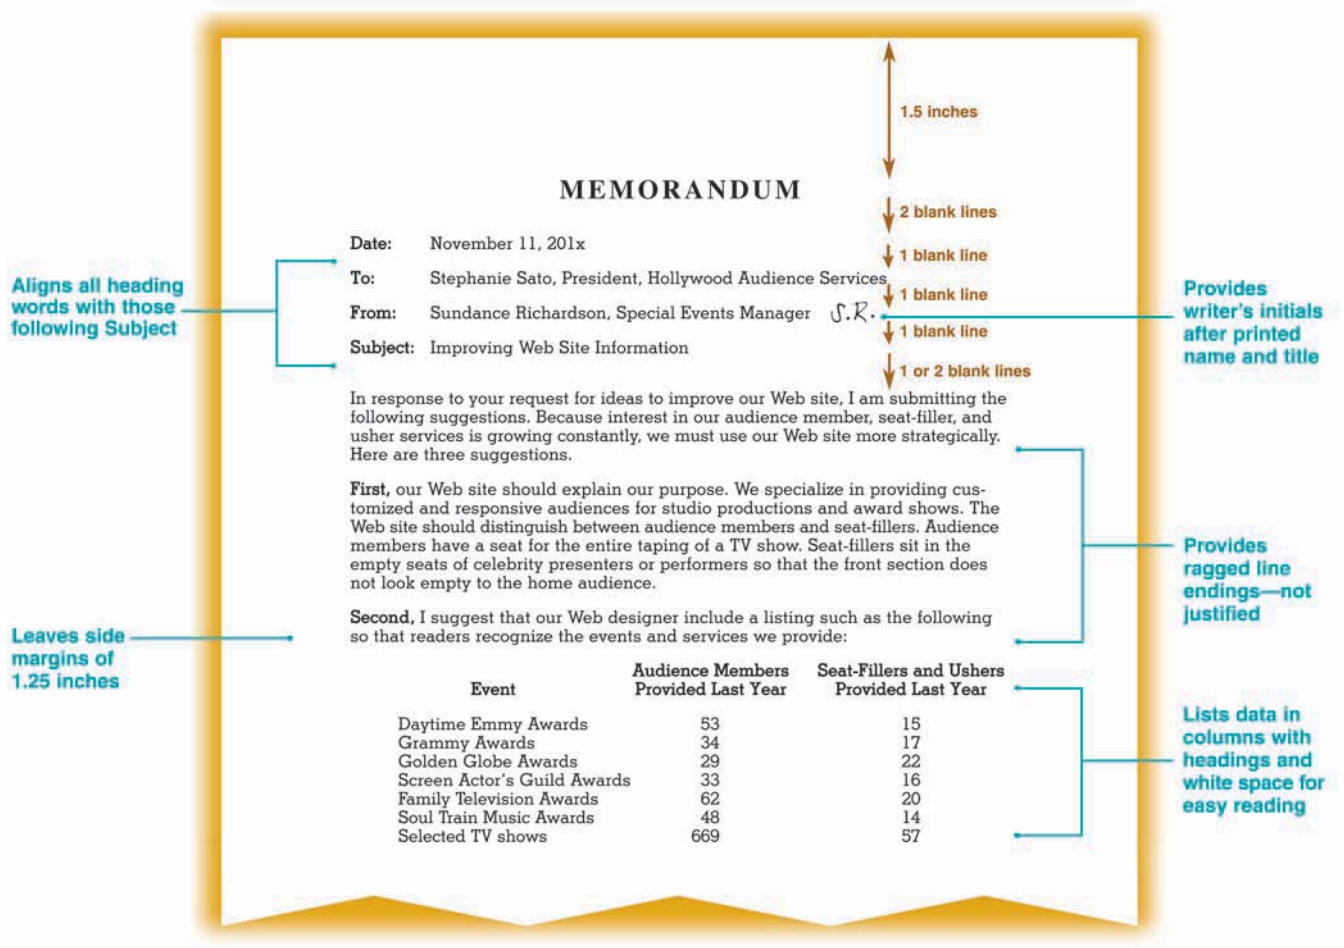 1.5 inches
MEMORANDUM
2 blank lines
Date: November 11, 201x
1 blank line
To: Stephanie Sato, President, Hollywood Audience Services
1 blank line
From: Sundance Richardson, Special Events Manager S.R.
1 blank line
Subject: Improving Web Site Information
1 or 2 blank lines
Aligns all heading
words with those
following Subject
Provides
writer's initials
after printed
name and title
In response to your request for ideas to improve our Web site, I am submitting the
following suggestions. Because interest in our audience member, seat-filler, and
usher services is growing constantly, we must use our Web site more strategically.
Here are three suggestions.
First, our Web site should explain our purpose. We specialize in providing cus-
tomized and responsive audiences for studio productions and award shows. The
Web site should distinguish between audience members and seat-fillers. Audience
members have a seat for the entire taping of a TV show. Seat-fillers sit in the
empty seats of celebrity presenters or performers so that the front section does
not look empty to the home audience.
Provides
ragged line
endings—not
justified
Second, I suggest that our Web designer include a listing such as the following
so that readers recognize the events and services we provide:
Leaves side
margins of
1.25 inches
Audience Members Seat-Fillers and Ushers
Event Provided Last Year Provided Last Year
Daytime Emmy Awards 53 15
Grammy Awards 34 17
Golden Globe Awards 29 22
Screen Actor's Guild Awards 33 16
Family Television Awards 62 20
Soul Train Music Awards 48 14
Selected TV shows 669 57
Lists data in
columns with
headings and
white space for
easy reading